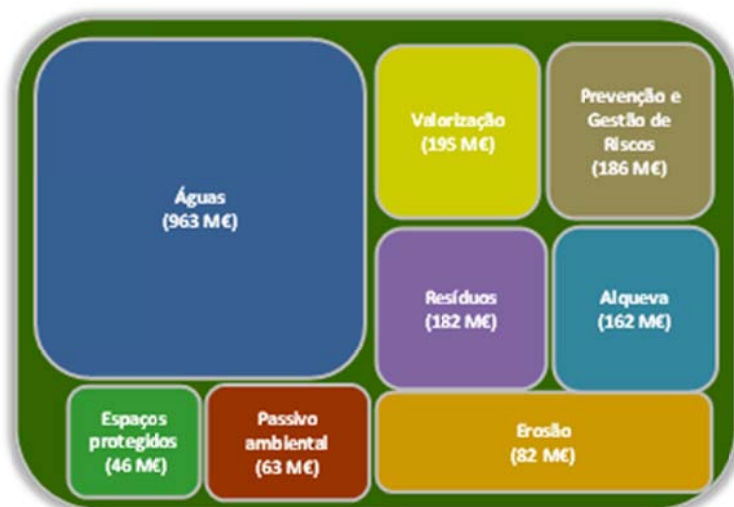 Águas
(963 M€)
Valorização
(195 M€)
Prevenção e
Gestão de
Riscos
(186 M€)
Resíduos
(182 M€)
Alqueva
(162 M€)
Espaços
protegidos
(46 M€)
Passivo
ambiental
(63 M€)
Erosão
(82 M€)